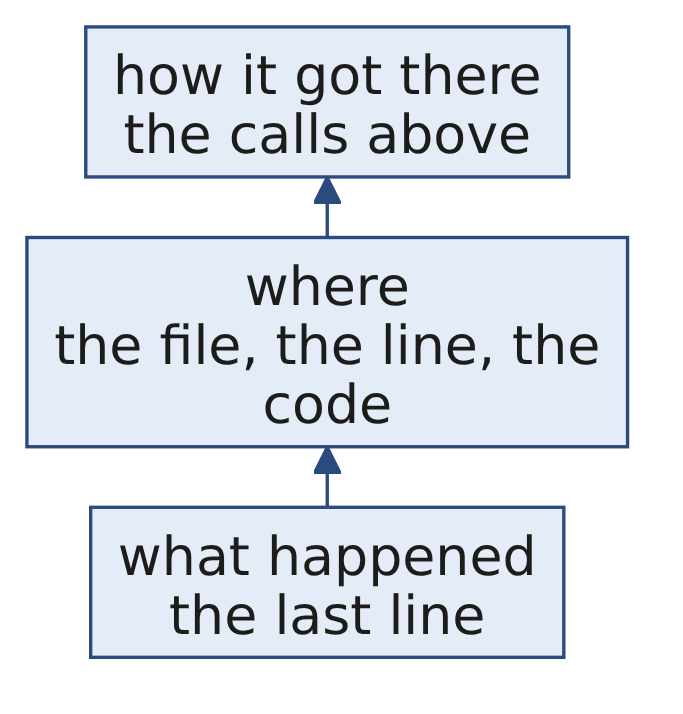 how it got there
the calls above
where
the file, the line, the
code
what happened
the last line